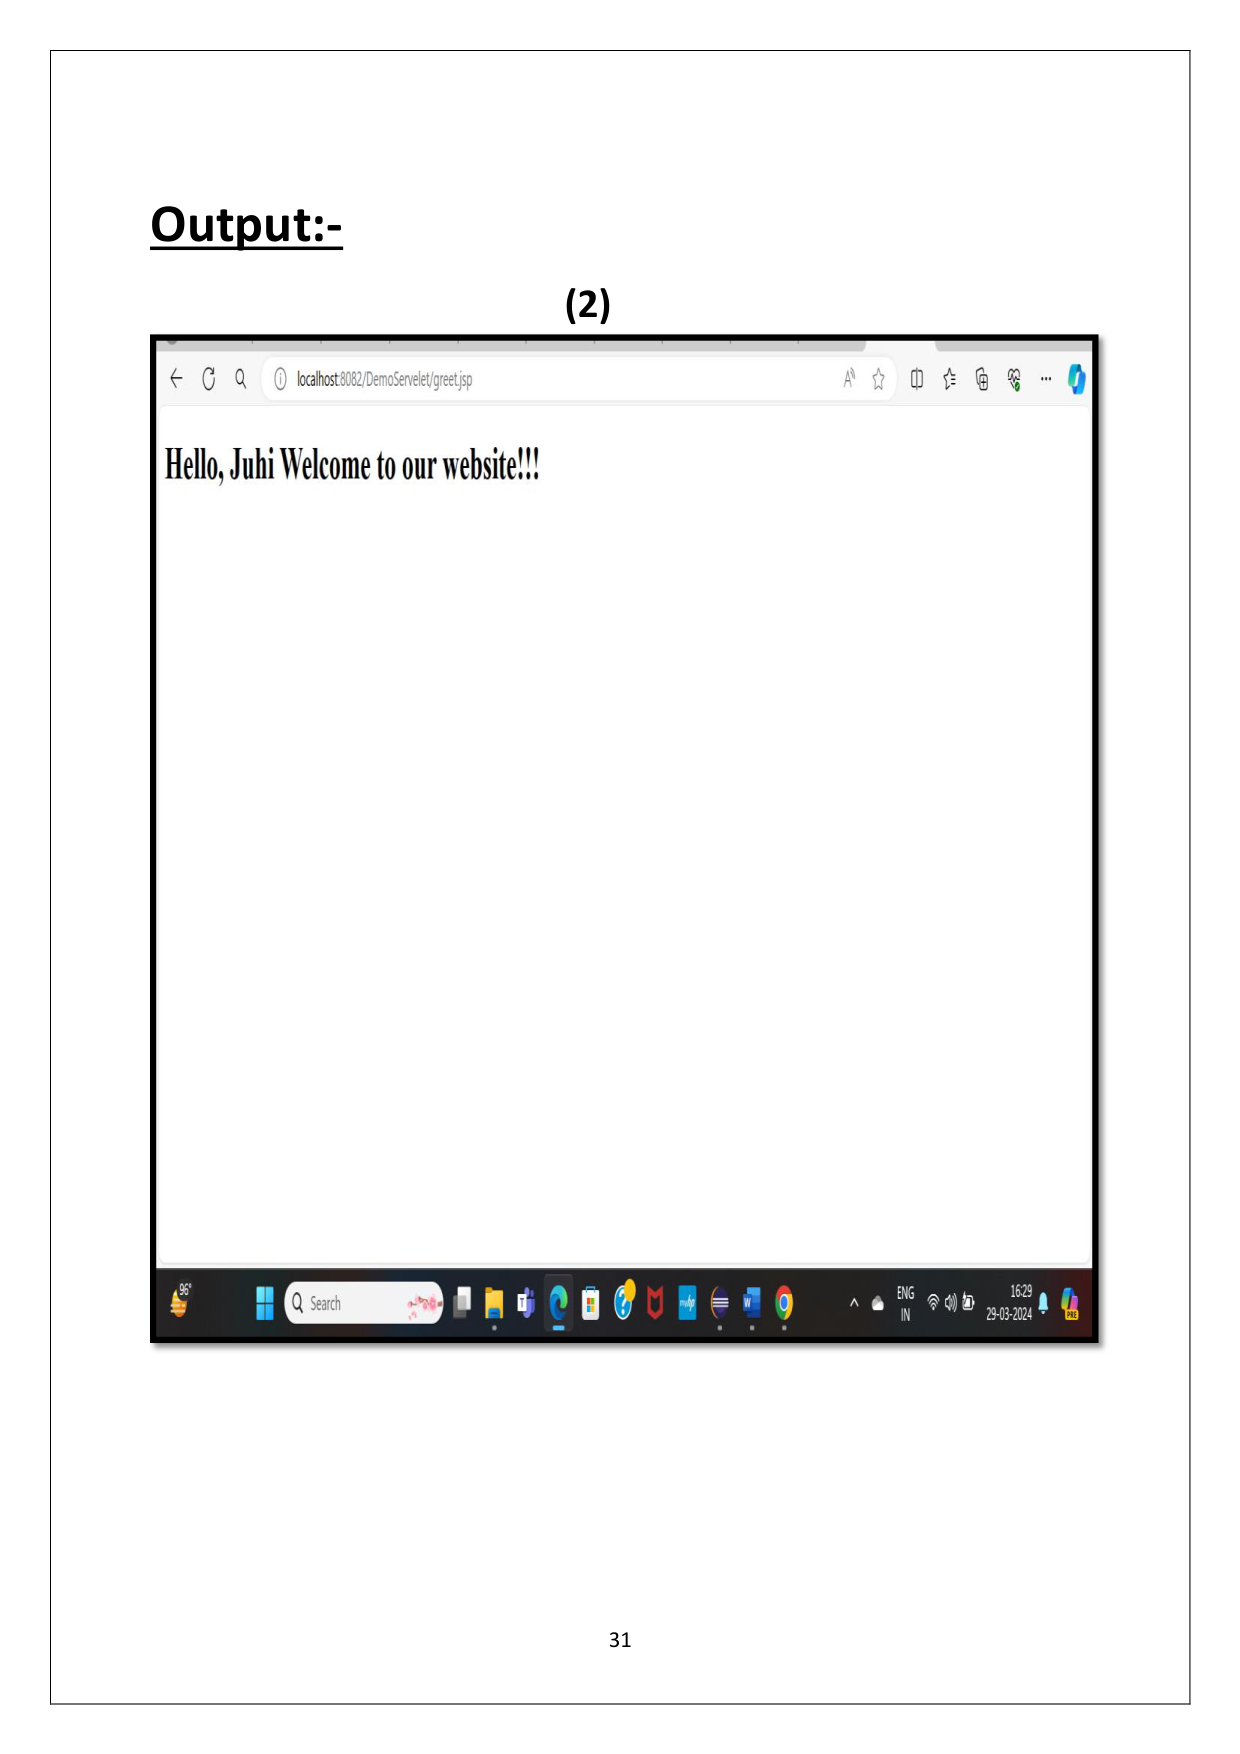 Output:-
(2)
localhost:8082/DemoServelet/greet.jsp
Hello, Juhi Welcome to our website!!!
96°
Search
ENG
IN
16:29
29-03-2024
PRE
31